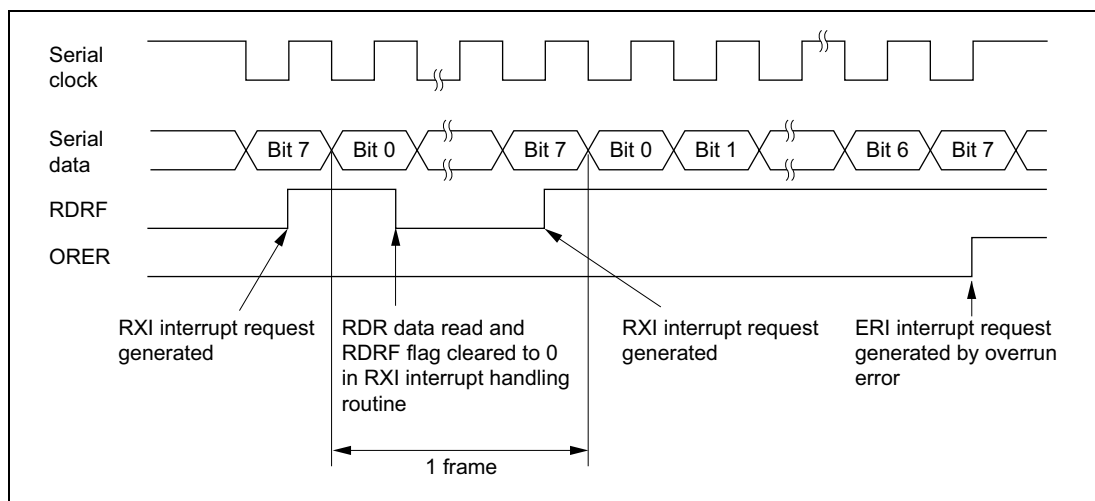 Serial
clock
Serial
data
Bit 7
Bit 0
Bit 7
Bit 0
Bit 1
Bit 6
Bit 7
RDRF
ORER
RXI interrupt request
generated
RDR data read and
RDRF flag cleared to 0
in RXI interrupt handling
routine
RXI interrupt request
generated
ERI interrupt request
generated by overrun
error
1 frame